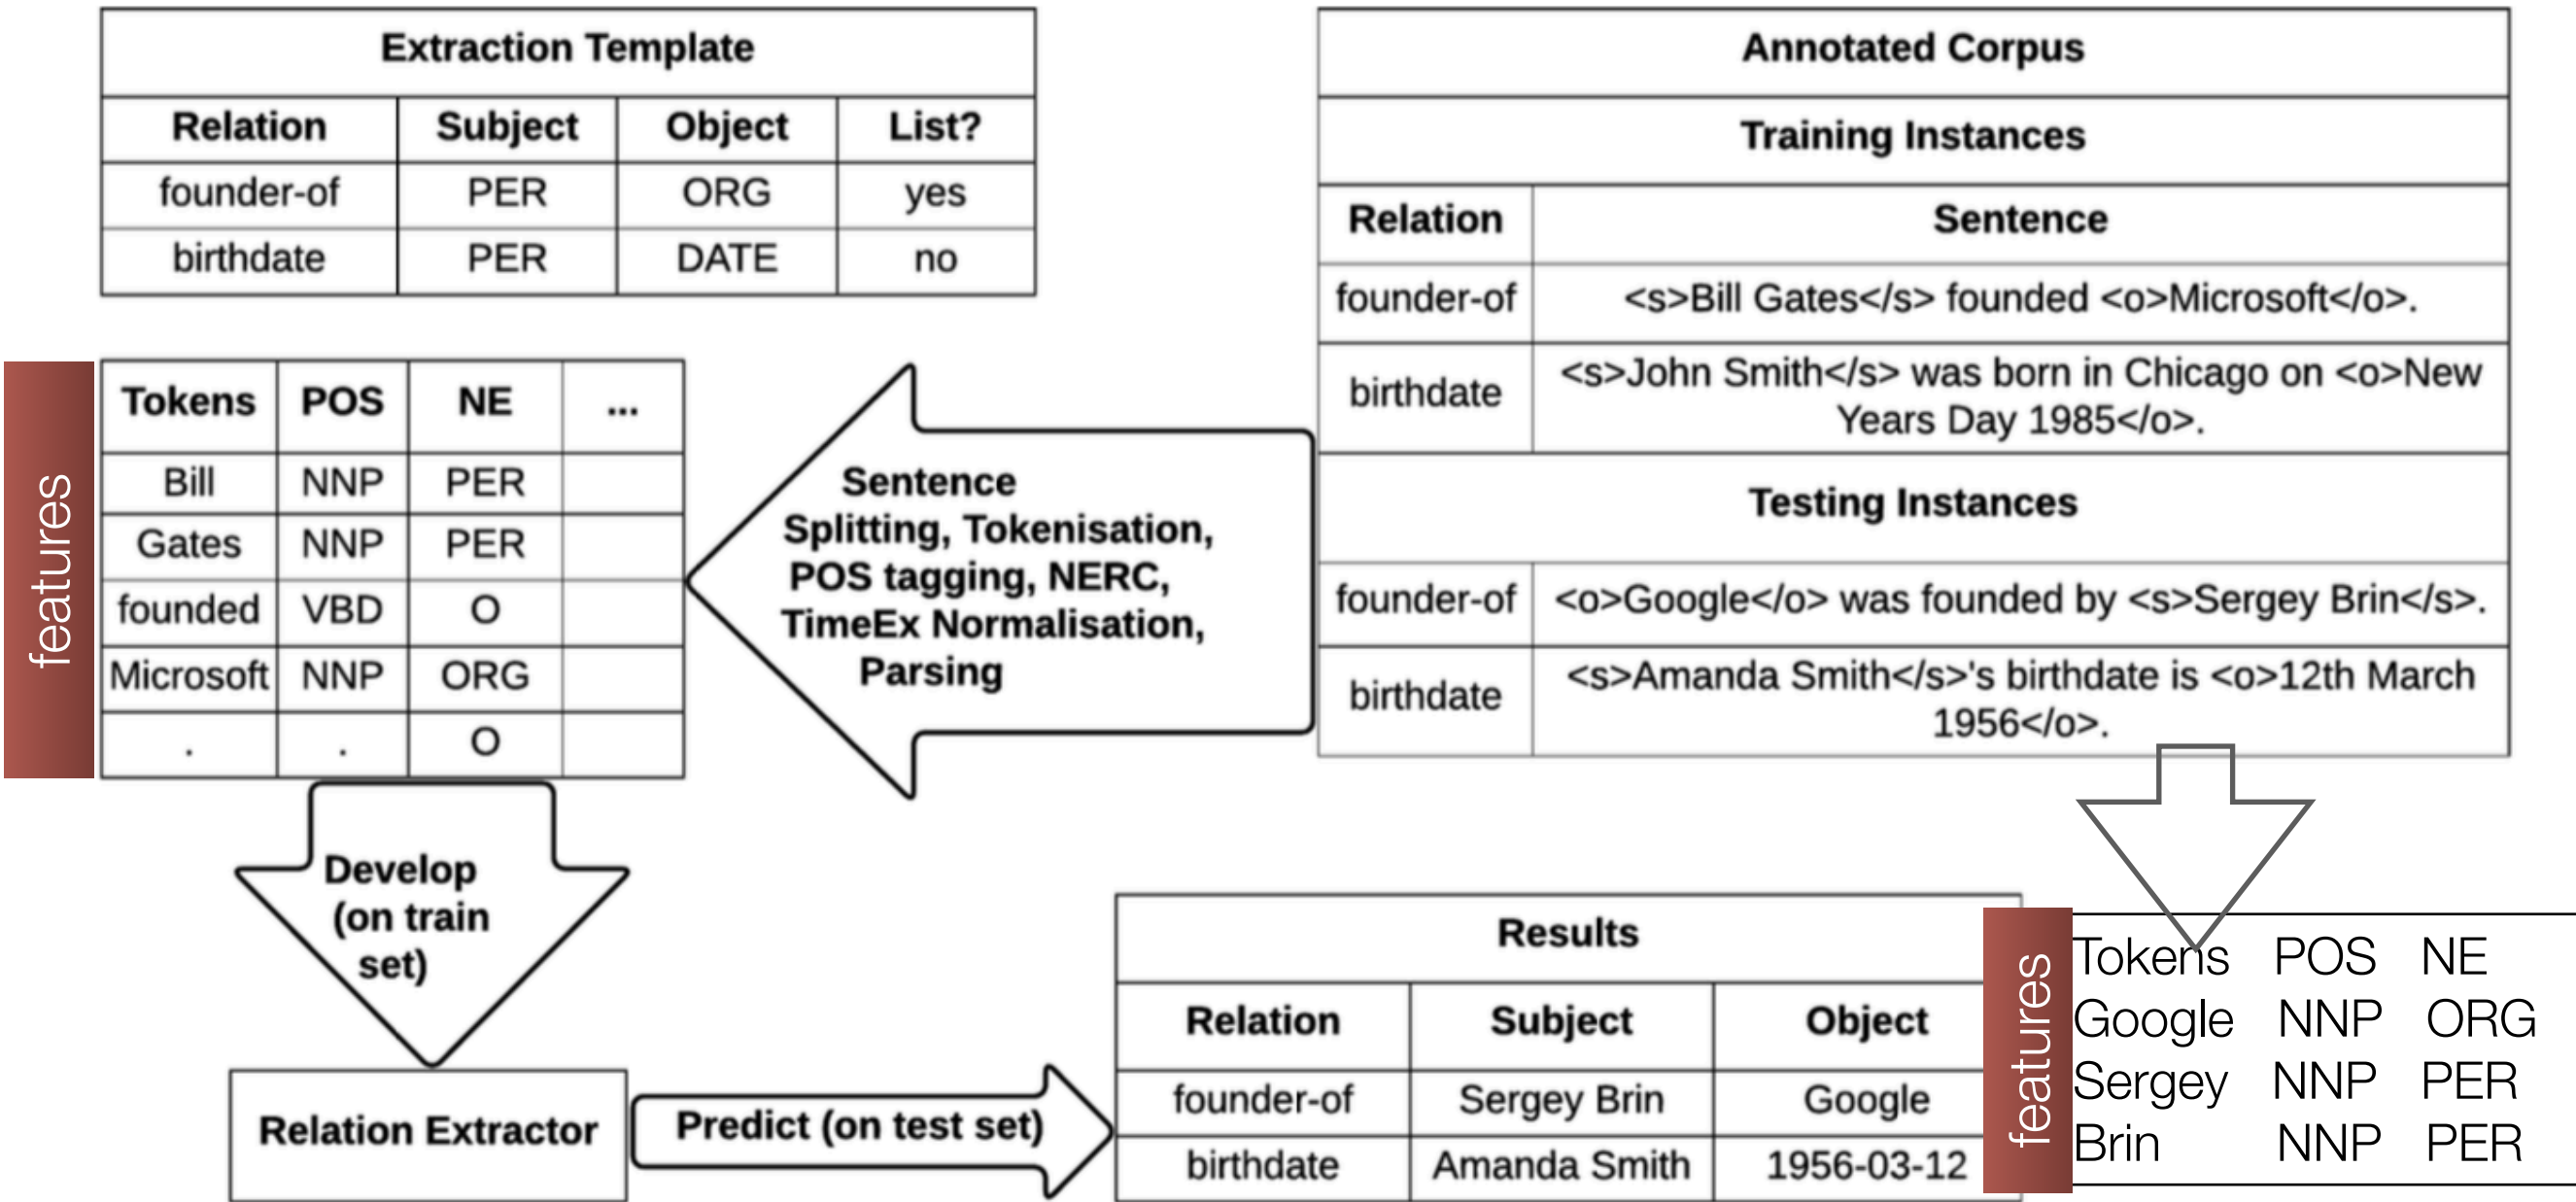 Extraction Template
Relation Subject Object List?
founder-of PER ORG yes
birthdate PER DATE no
Annotated Corpus
Training Instances
Relation Sentence
founder-of <s>Bill Gates</s> founded <o>Microsoft</o>.
birthdate <s>John Smith</s> was born in Chicago on <o>New
Years Day 1985</o>.
Testing Instances
founder-of <o>Google</o> was founded by <s>Sergey Brin</s>.
birthdate <s>Amanda Smith</s>'s birthdate is <o>12th March
1956</o>.
features
Tokens POS NE ...
Bill NNP PER
Gates NNP PER
founded VBD O
Microsoft NNP ORG
. . O
Sentence
Splitting, Tokenisation,
POS tagging, NERC,
TimeEx Normalisation,
Parsing
Develop
(on train
set)
Relation Extractor
Predict (on test set)
Results
Relation Subject Object
founder-of Sergey Brin Google
birthdate Amanda Smith 1956-03-12
features
Tokens POS NE
Google NNP ORG
Sergey NNP PER
Brin NNP PER